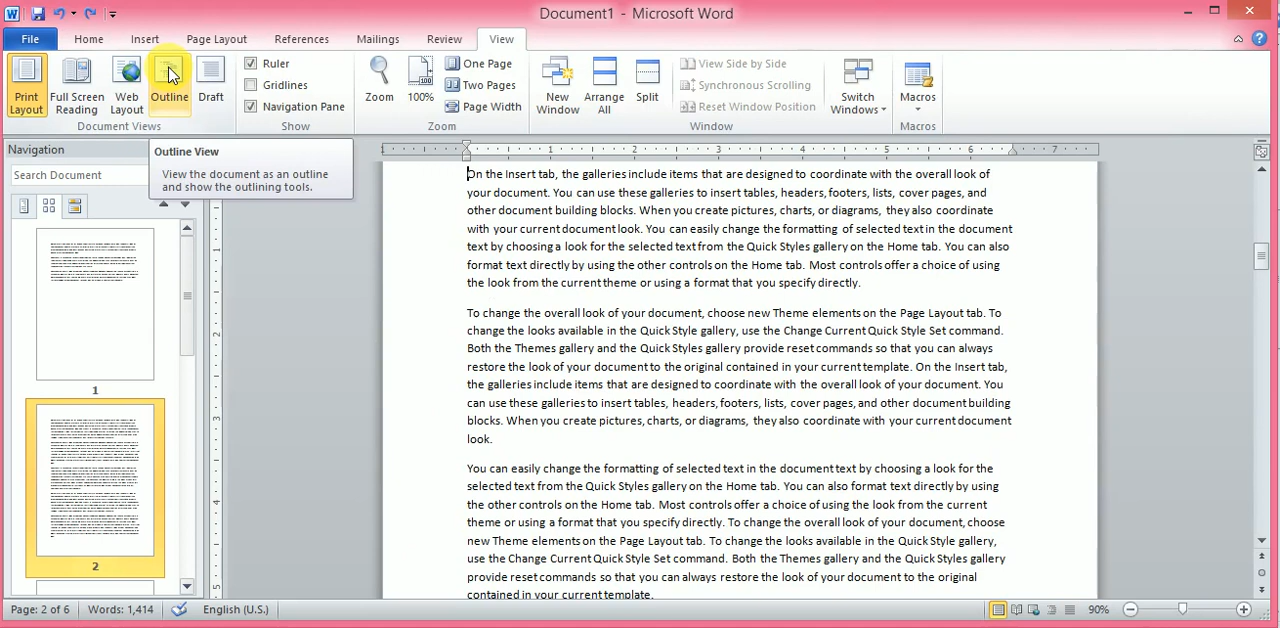 Document1 - Microsoft Word
File Home Insert Page Layout References Mailings Review View
Print Layout
Full Screen Reading
Web Layout
Outline
Draft
Document Views
Ruler
Gridlines
Navigation Pane
Show
Zoom
100%
One Page
Two Pages
Page Width
Zoom
New Window
Arrange All
Split
View Side by Side
Synchronous Scrolling
Reset Window Position
Window
Switch Windows
Macros
Macros
Navigation
Search Document
Outline View
View the document as an outline
and show the outlining tools.
1
2
1 2 3 4 5 6 7
On the Insert tab, the galleries include items that are designed to coordinate with the overall look of
your document. You can use these galleries to insert tables, headers, footers, lists, cover pages, and
other document building blocks. When you create pictures, charts, or diagrams, they also coordinate
with your current document look. You can easily change the formatting of selected text in the document
text by choosing a look for the selected text from the Quick Styles gallery on the Home tab. You can also
format text directly by using the other controls on the Home tab. Most controls offer a choice of using
the look from the current theme or using a format that you specify directly.
To change the overall look of your document, choose new Theme elements on the Page Layout tab. To
change the looks available in the Quick Style gallery, use the Change Current Quick Style Set command.
Both the Themes gallery and the Quick Styles gallery provide reset commands so that you can always
restore the look of your document to the original contained in your current template. On the Insert tab,
the galleries include items that are designed to coordinate with the overall look of your document. You
can use these galleries to insert tables, headers, footers, lists, cover pages, and other document building
blocks. When you create pictures, charts, or diagrams, they also coordinate with your current document
look.
You can easily change the formatting of selected text in the document text by choosing a look for the
selected text from the Quick Styles gallery on the Home tab. You can also format text directly by using
the other controls on the Home tab. Most controls offer a choice of using the look from the current
theme or using a format that you specify directly. To change the overall look of your document, choose
new Theme elements on the Page Layout tab. To change the looks available in the Quick Style gallery,
use the Change Current Quick Style Set command. Both the Themes gallery and the Quick Styles gallery
provide reset commands so that you can always restore the look of your document to the original
contained in your current template.
1
2
3
4
5
Page: 2 of 6 Words: 1,414 English (U.S.) 90%